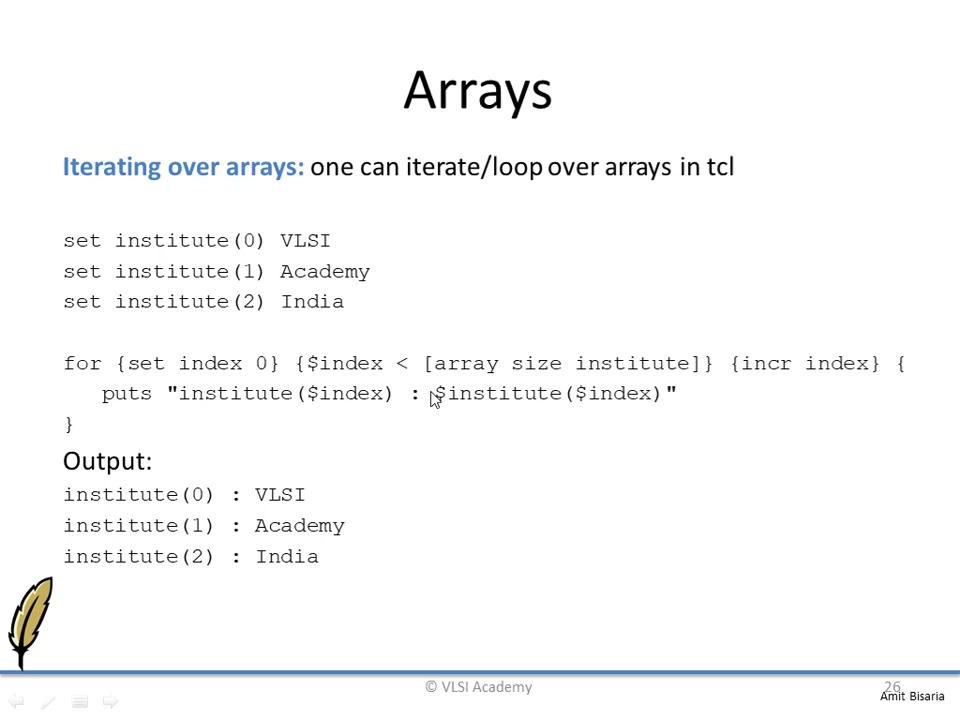 Arrays
Iterating over arrays: one can iterate/loop over arrays in tcl
set institute(0) VLSI
set institute(1) Academy
set institute(2) India
for {set index 0} {$index < [array size institute]} {incr index} {
puts "institute($index) : $institute($index)"
}
Output:
institute(0) : VLSI
institute(1) : Academy
institute(2) : India
© VLSI Academy
26
Amit Bisaria